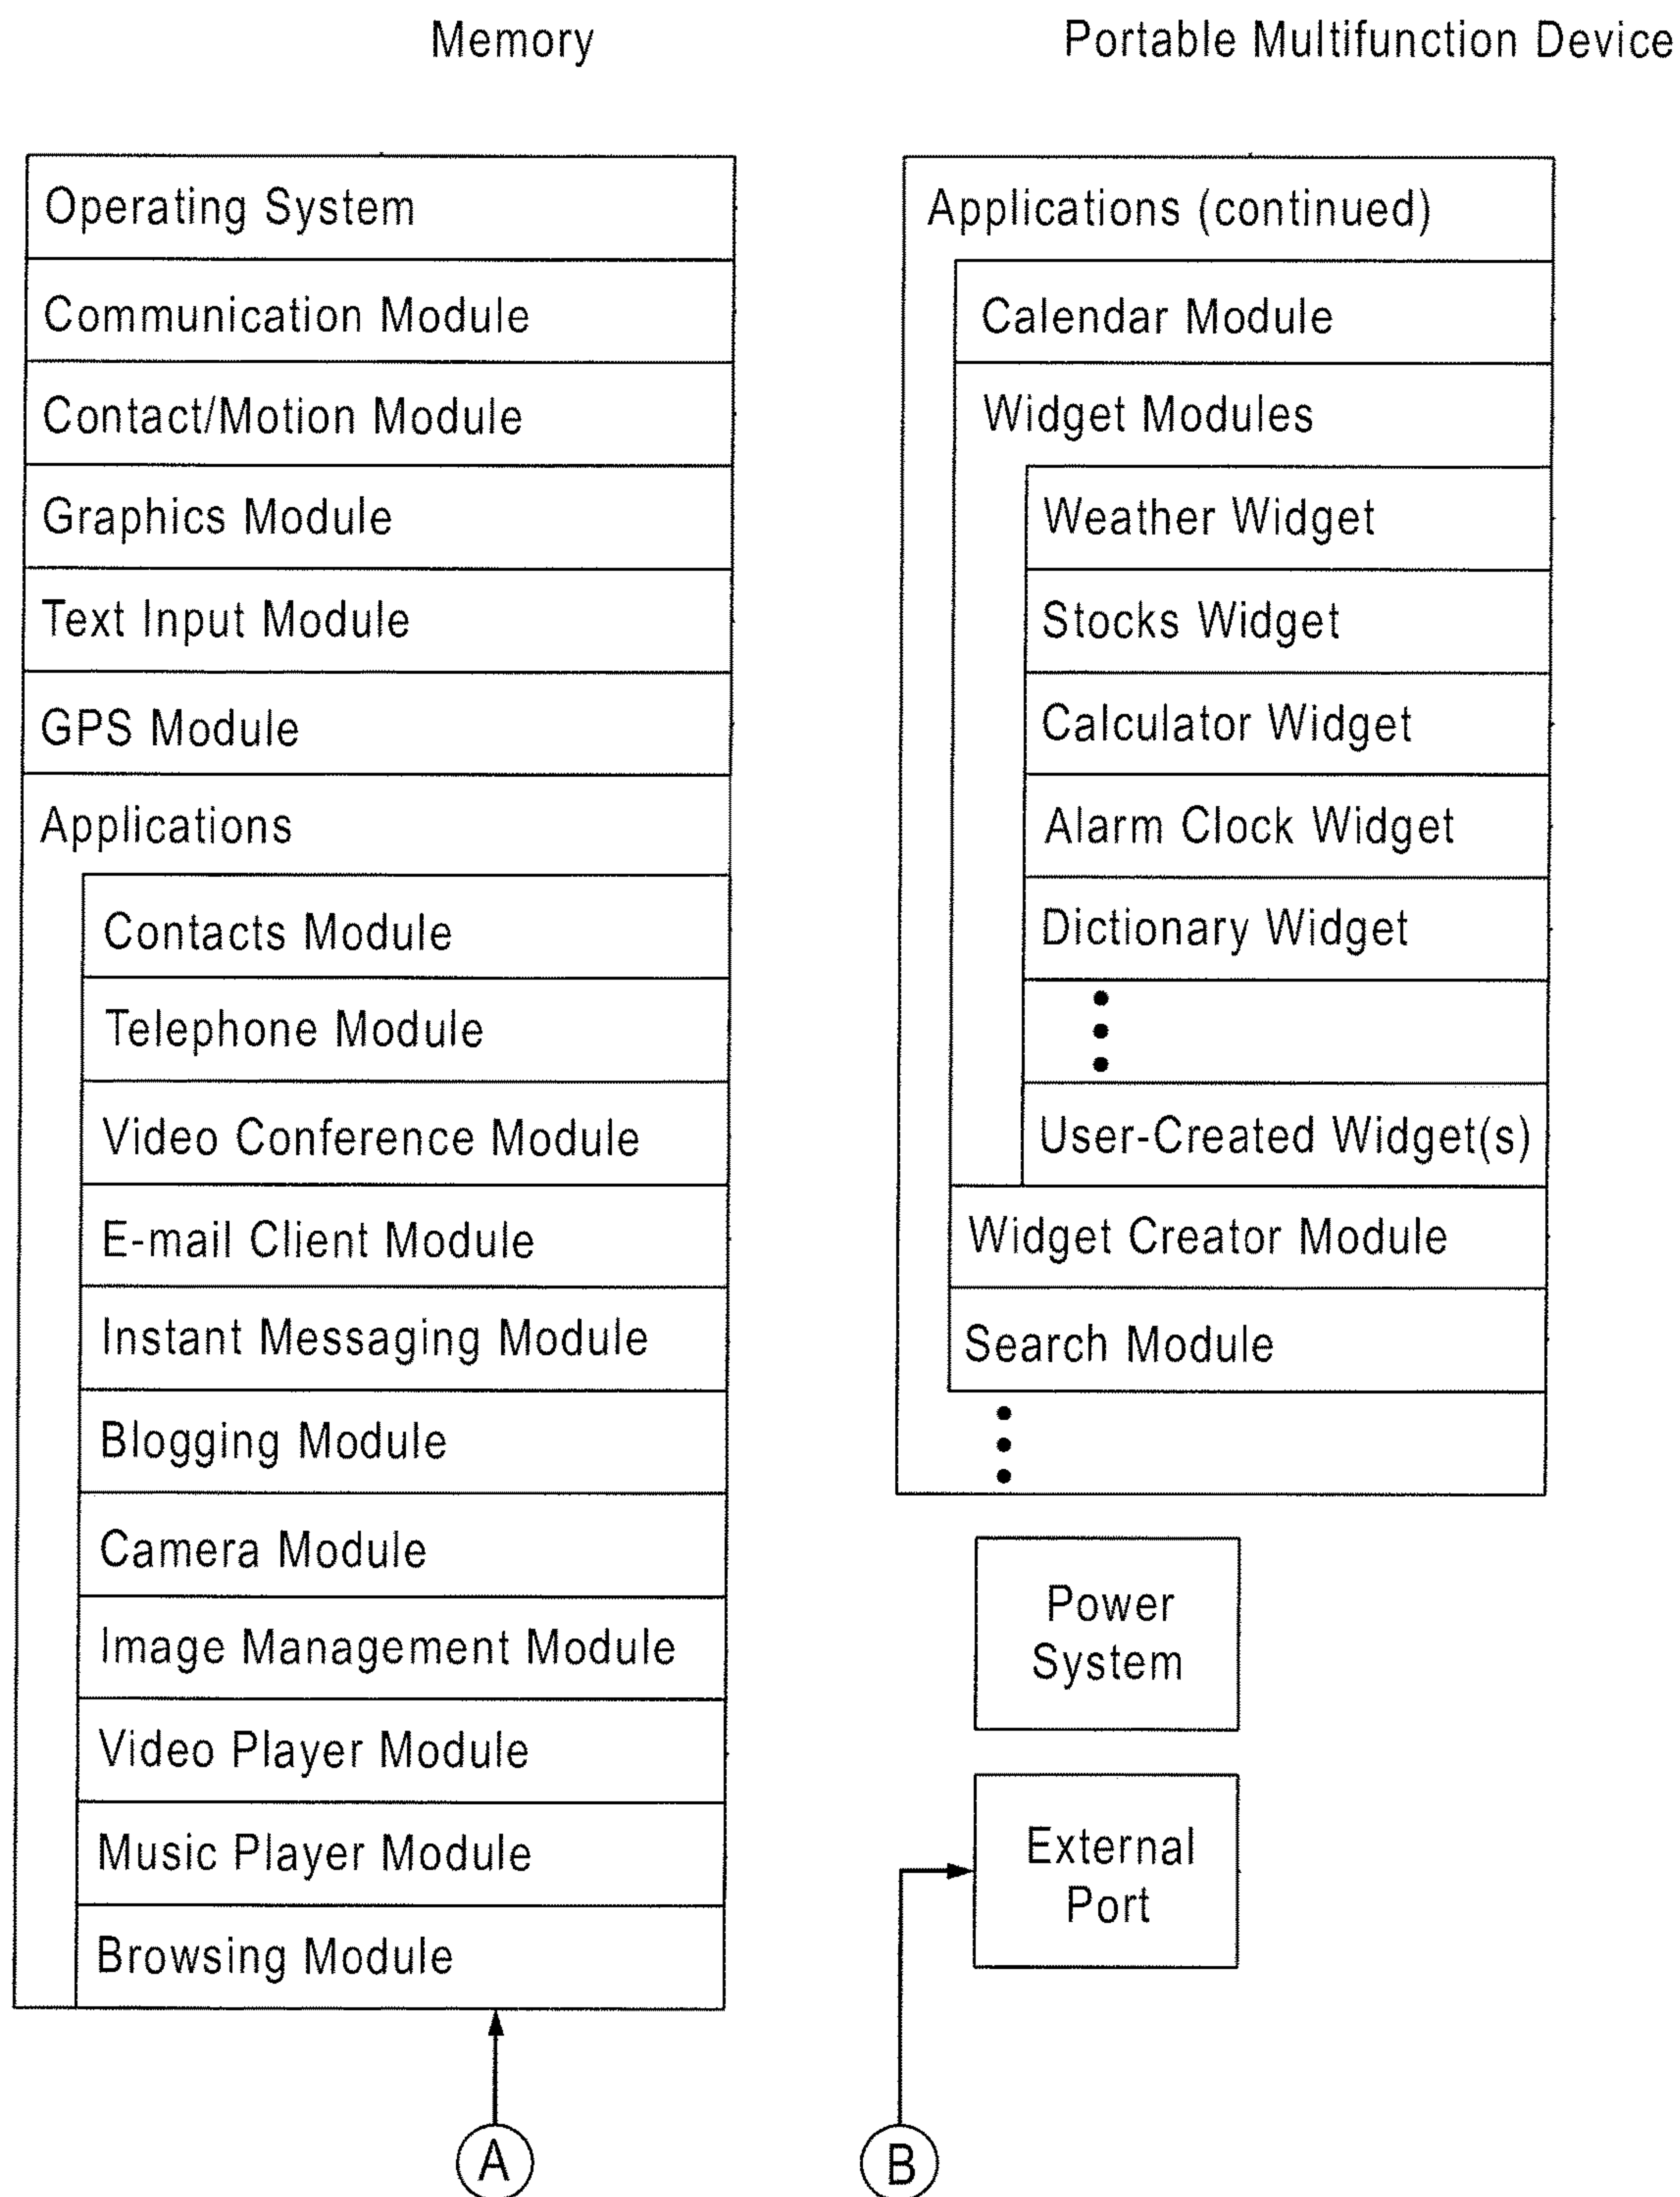 Memory
Portable Multifunction Device
Operating System
Communication Module
Contact/Motion Module
Graphics Module
Text Input Module
GPS Module
Applications
Contacts Module
Telephone Module
Video Conference Module
E-mail Client Module
Instant Messaging Module
Blogging Module
Camera Module
Image Management Module
Video Player Module
Music Player Module
Browsing Module
A
Applications (continued)
Calendar Module
Widget Modules
Weather Widget
Stocks Widget
Calculator Widget
Alarm Clock Widget
Dictionary Widget
User-Created Widget(s)
Widget Creator Module
Search Module
Power
System
External
Port
B